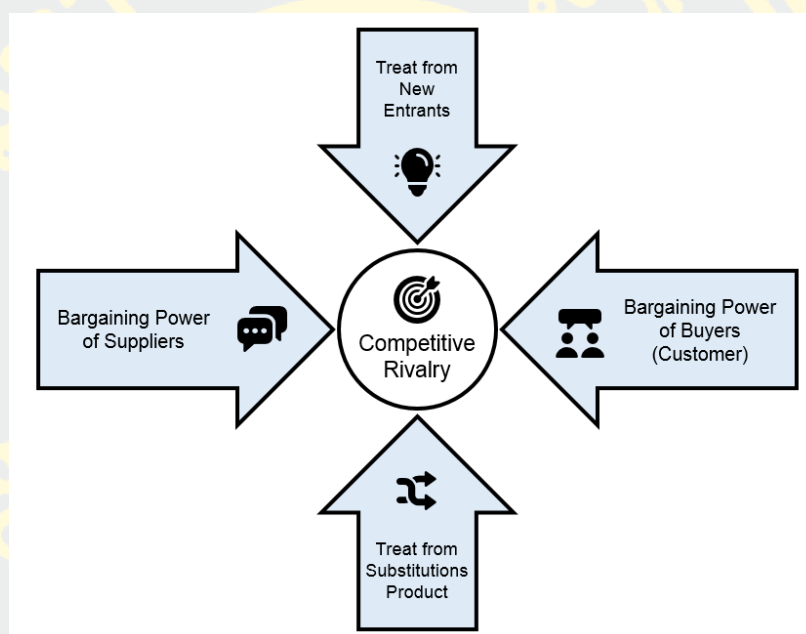 Treat from
New
Entrants
Bargaining Power
of Suppliers
Competitive
Rivalry
Bargaining Power
of Buyers
(Customer)
Treat from
Substitutions
Product